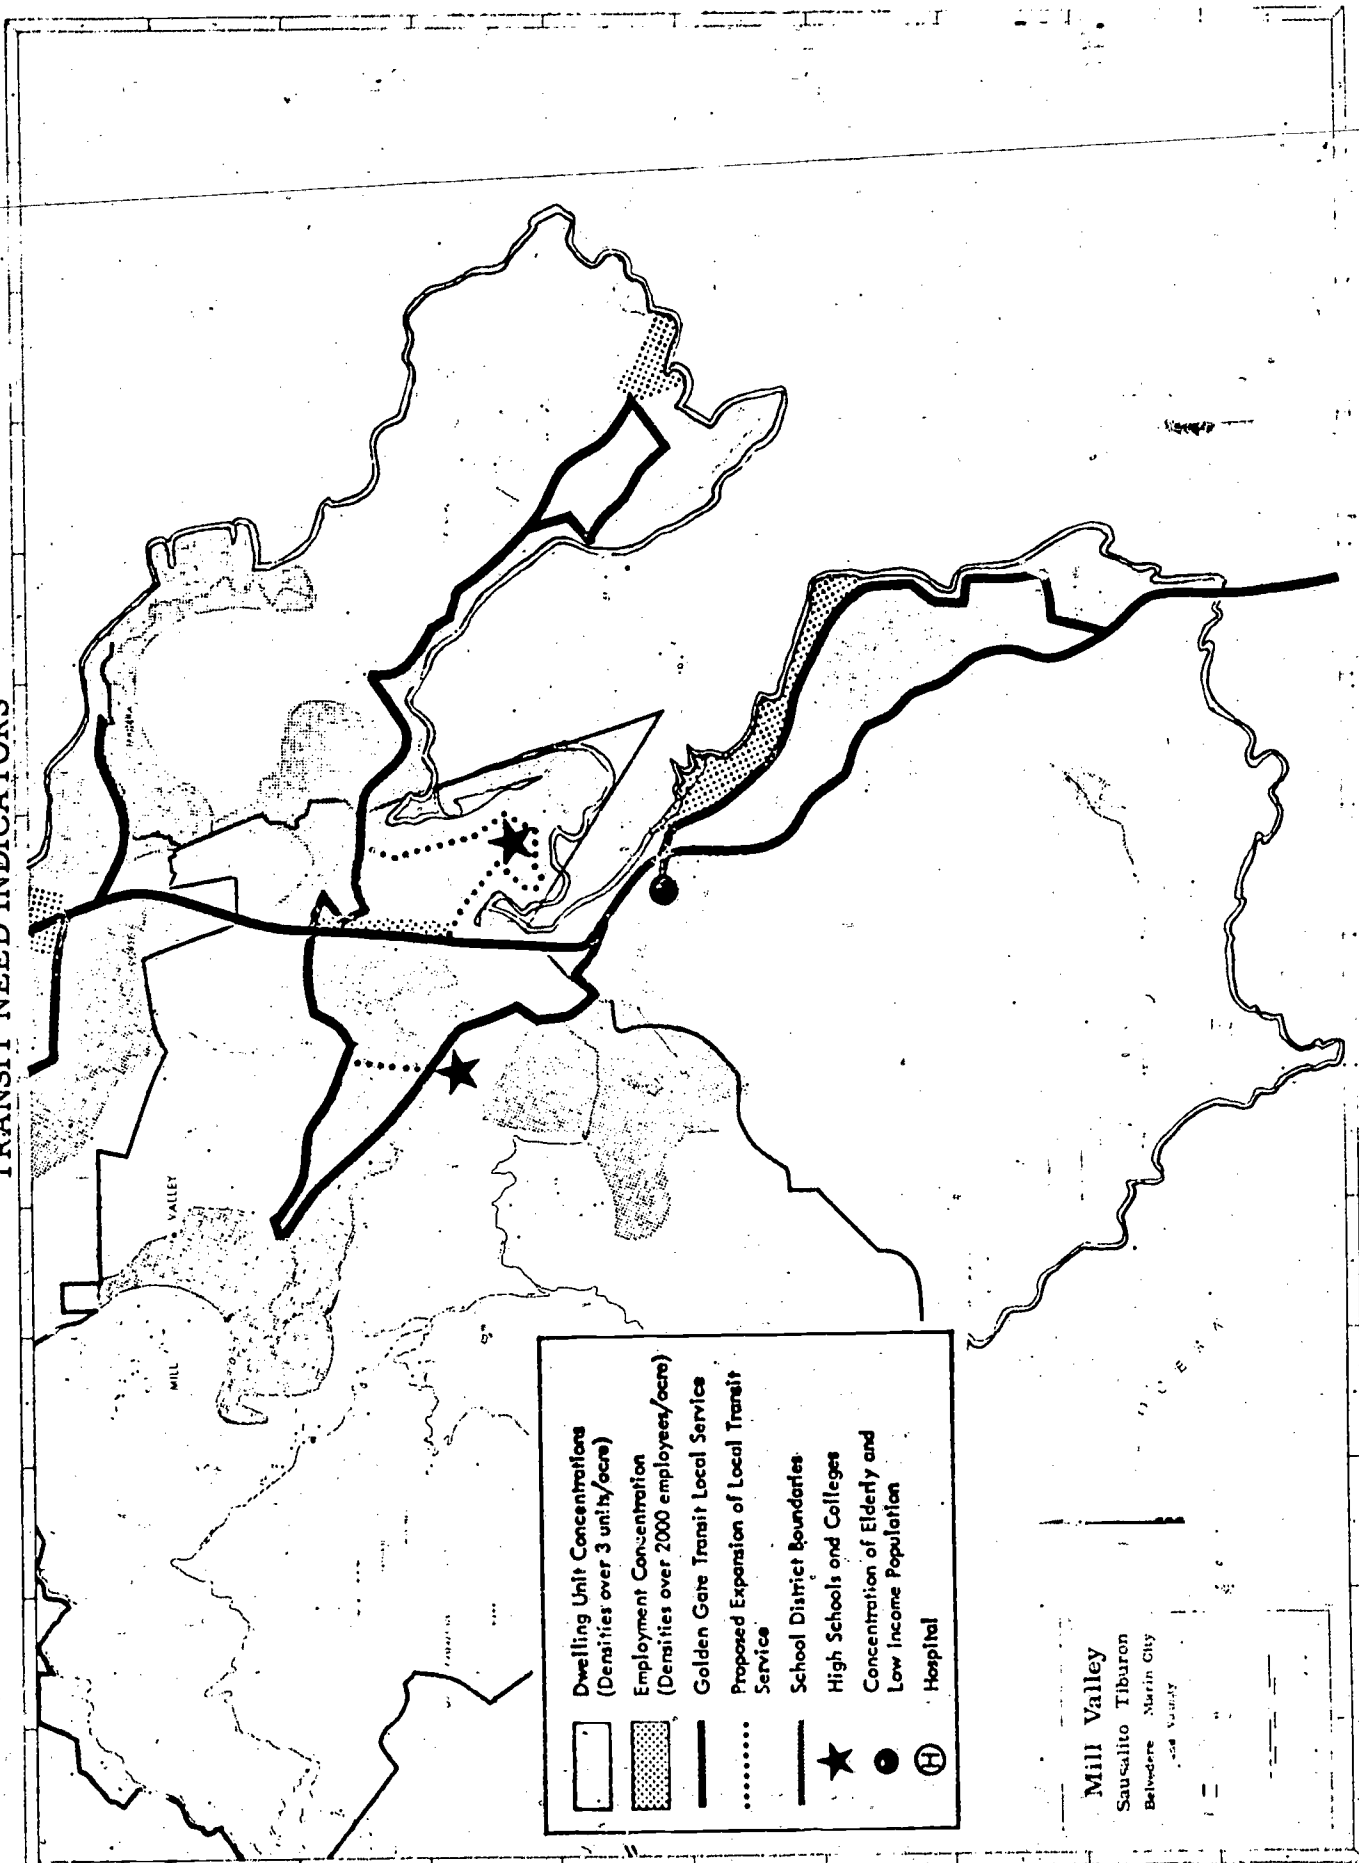 TRANSIT NEED INDICATORS
VALLEY
MILL
Dwelling Unit Concentrations
(Densities over 3 units/acre)
Employment Concentration
(Densities over 2000 employees/acre)
Golden Gate Transit Local Service
Proposed Expansion of Local Transit
Service
School District Boundaries
High Schools and Colleges
Concentration of Elderly and
Low Income Population
H Hospital
Mill Valley
Sausalito Tiburon
Belvedere Marin City